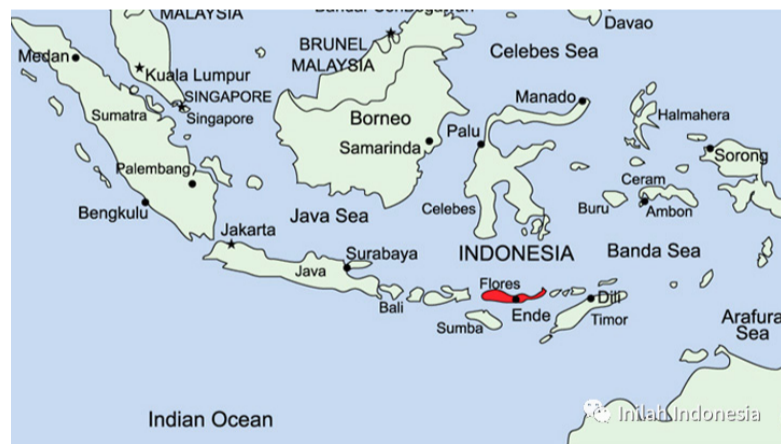 MALAYSIA
Davao
BRUNEL
MALAYSIA
Celebes Sea
Medan
Kuala Lumpur
SINGAPORE
Singapore
Sumatra
Borneo
Samarinda
Palu
Manado
Halmahera
Sorong
Palembang
Bengkulu
Java Sea
Celebes
Ceram
Buru
Ambon
Jakarta
Surabaya
INDONESIA
Banda Sea
Java
Bali
Flores
Ende
Sumba
Dili
Timor
Arafura
Sea
Indian Ocean
Inilah Indonesia